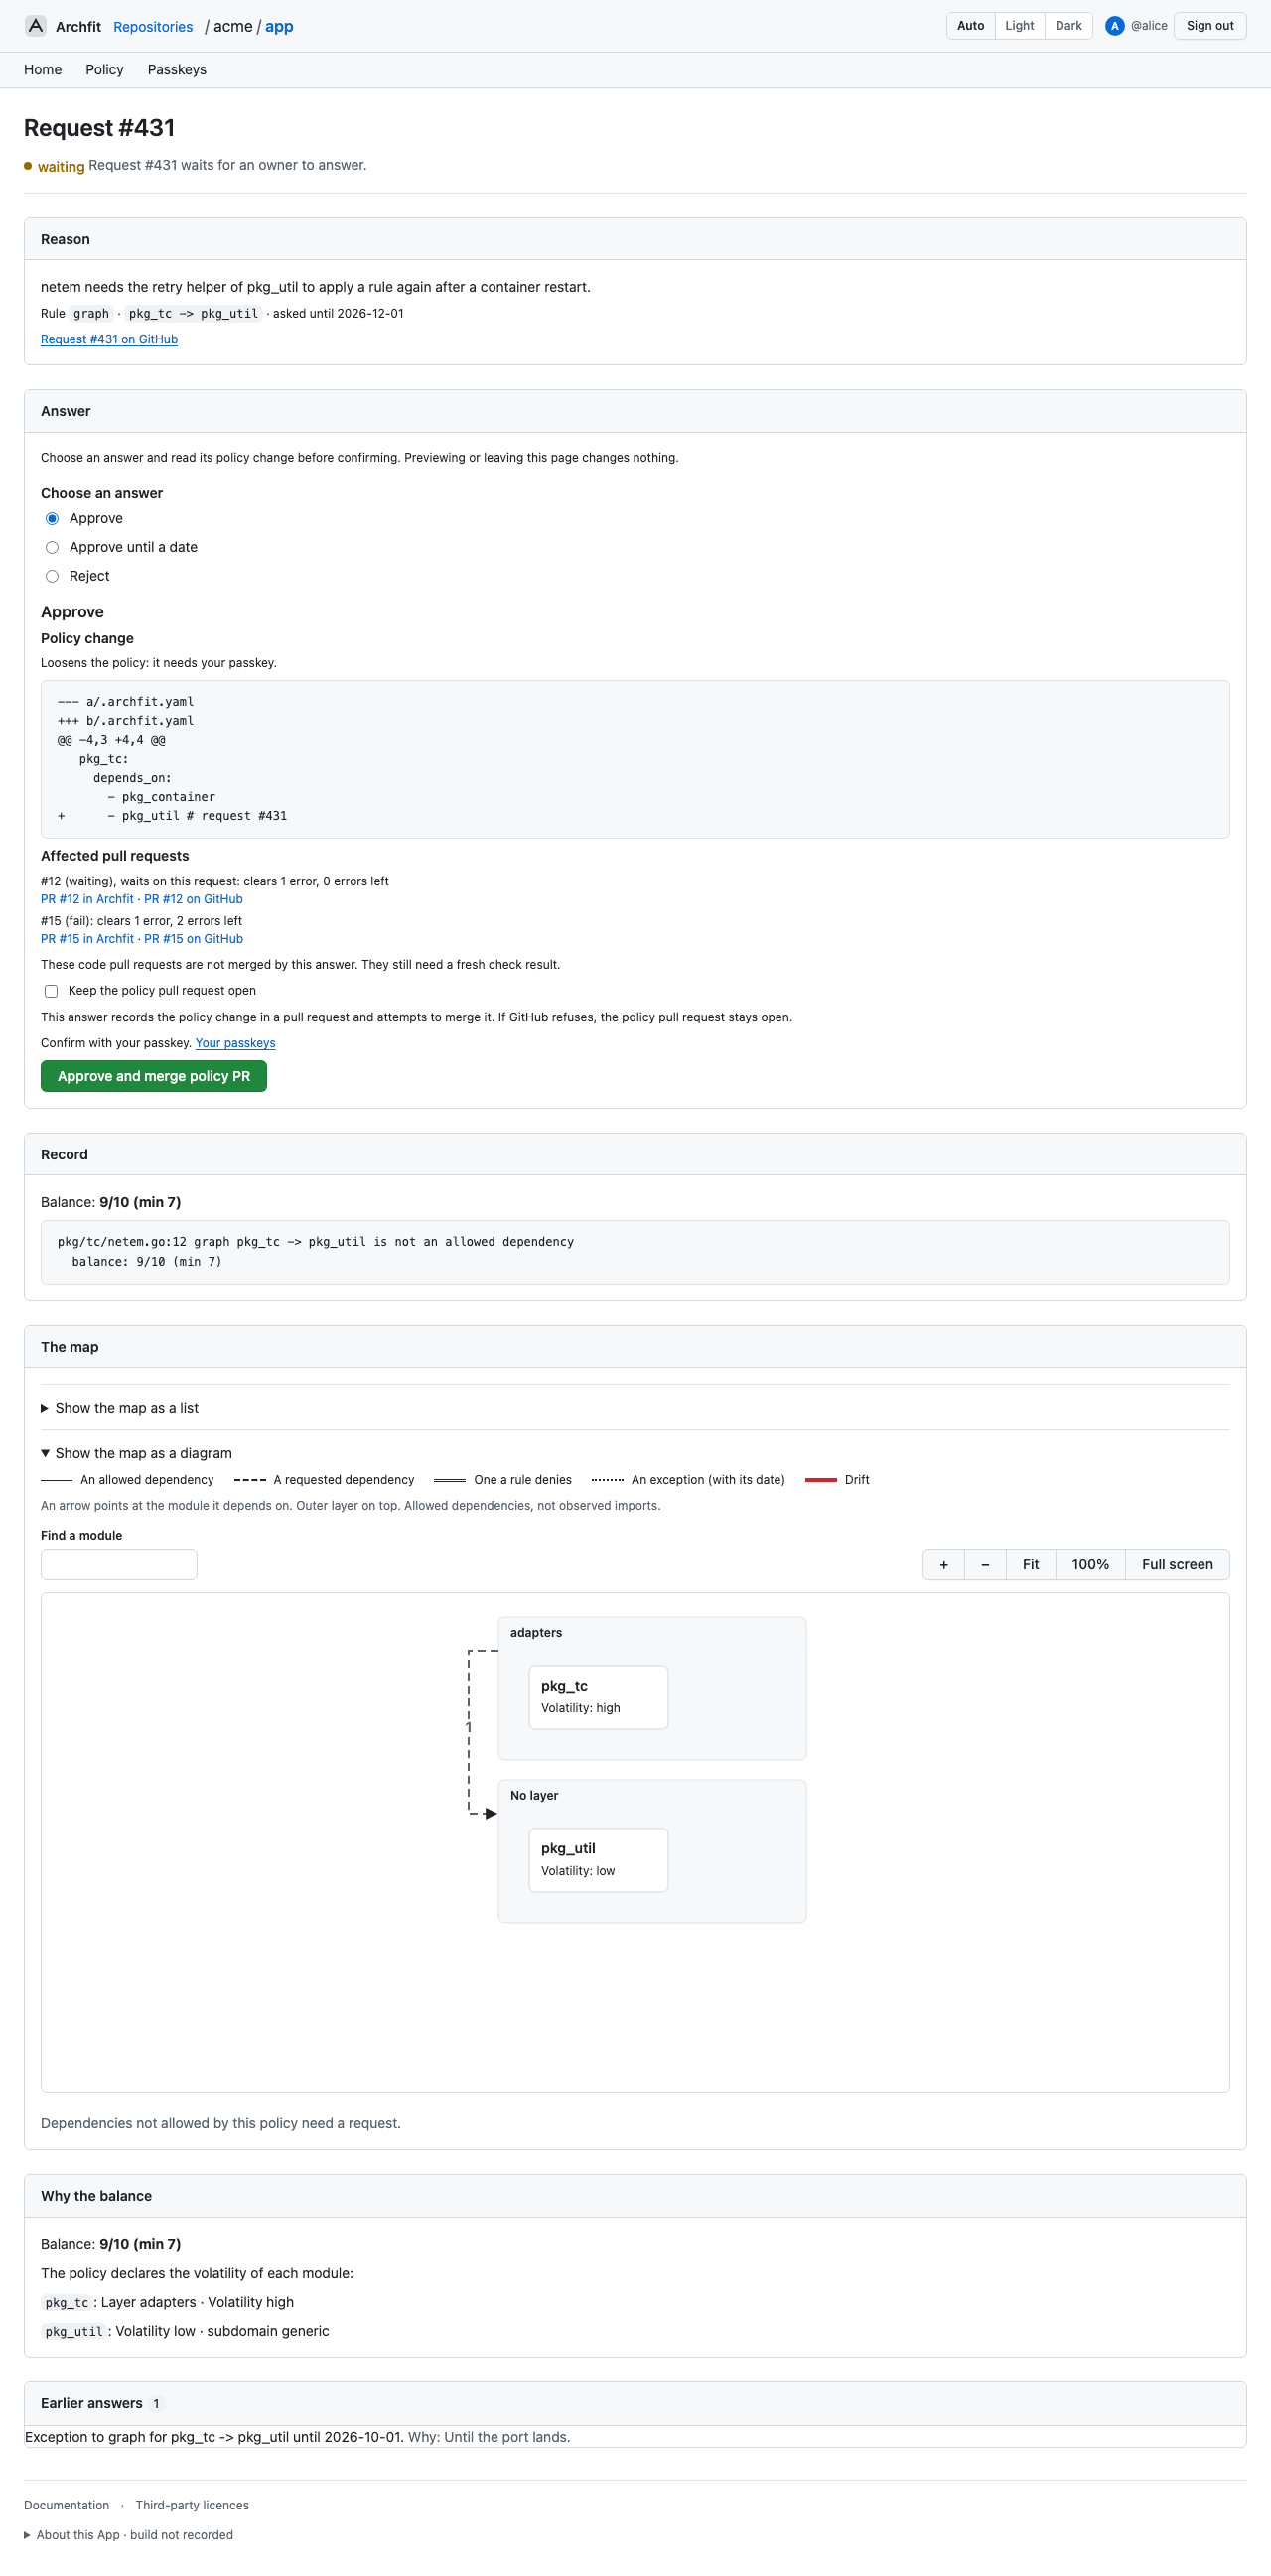 Archfit Repositories / acme / app Auto Light Dark A @alice Sign out
Home Policy Passkeys
Request #431
waiting Request #431 waits for an owner to answer.
Reason
netem needs the retry helper of pkg_util to apply a rule again after a container restart.
Rule graph · pkg_tc -> pkg_util · asked until 2026-12-01
Request #431 on GitHub
Answer
Choose an answer and read its policy change before confirming. Previewing or leaving this page changes nothing.
Choose an answer
Approve
Approve until a date
Reject
Approve
Policy change
Loosens the policy: it needs your passkey.
--- a/.archfit.yaml
+++ b/.archfit.yaml
@@ -4,3 +4,4 @@
   pkg_tc:
     depends_on:
       - pkg_container
+      - pkg_util # request #431
Affected pull requests
#12 (waiting), waits on this request: clears 1 error, 0 errors left
PR #12 in Archfit · PR #12 on GitHub
#15 (fail): clears 1 error, 2 errors left
PR #15 in Archfit · PR #15 on GitHub
These code pull requests are not merged by this answer. They still need a fresh check result.
Keep the policy pull request open
This answer records the policy change in a pull request and attempts to merge it. If GitHub refuses, the policy pull request stays open.
Confirm with your passkey. Your passkeys
Approve and merge policy PR
Record
Balance: 9/10 (min 7)
pkg/tc/netem.go:12 graph pkg_tc -> pkg_util is not an allowed dependency
  balance: 9/10 (min 7)
The map
Show the map as a list
Show the map as a diagram
An allowed dependency A requested dependency One a rule denies An exception (with its date) Drift
An arrow points at the module it depends on. Outer layer on top. Allowed dependencies, not observed imports.
Find a module
+ − Fit 100% Full screen
adapters
pkg_tc
Volatility: high
1
No layer
pkg_util
Volatility: low
Dependencies not allowed by this policy need a request.
Why the balance
Balance: 9/10 (min 7)
The policy declares the volatility of each module:
pkg_tc: Layer adapters · Volatility high
pkg_util: Volatility low · subdomain generic
Earlier answers 1
Exception to graph for pkg_tc -> pkg_util until 2026-10-01. Why: Until the port lands.
Documentation · Third-party licences
About this App · build not recorded